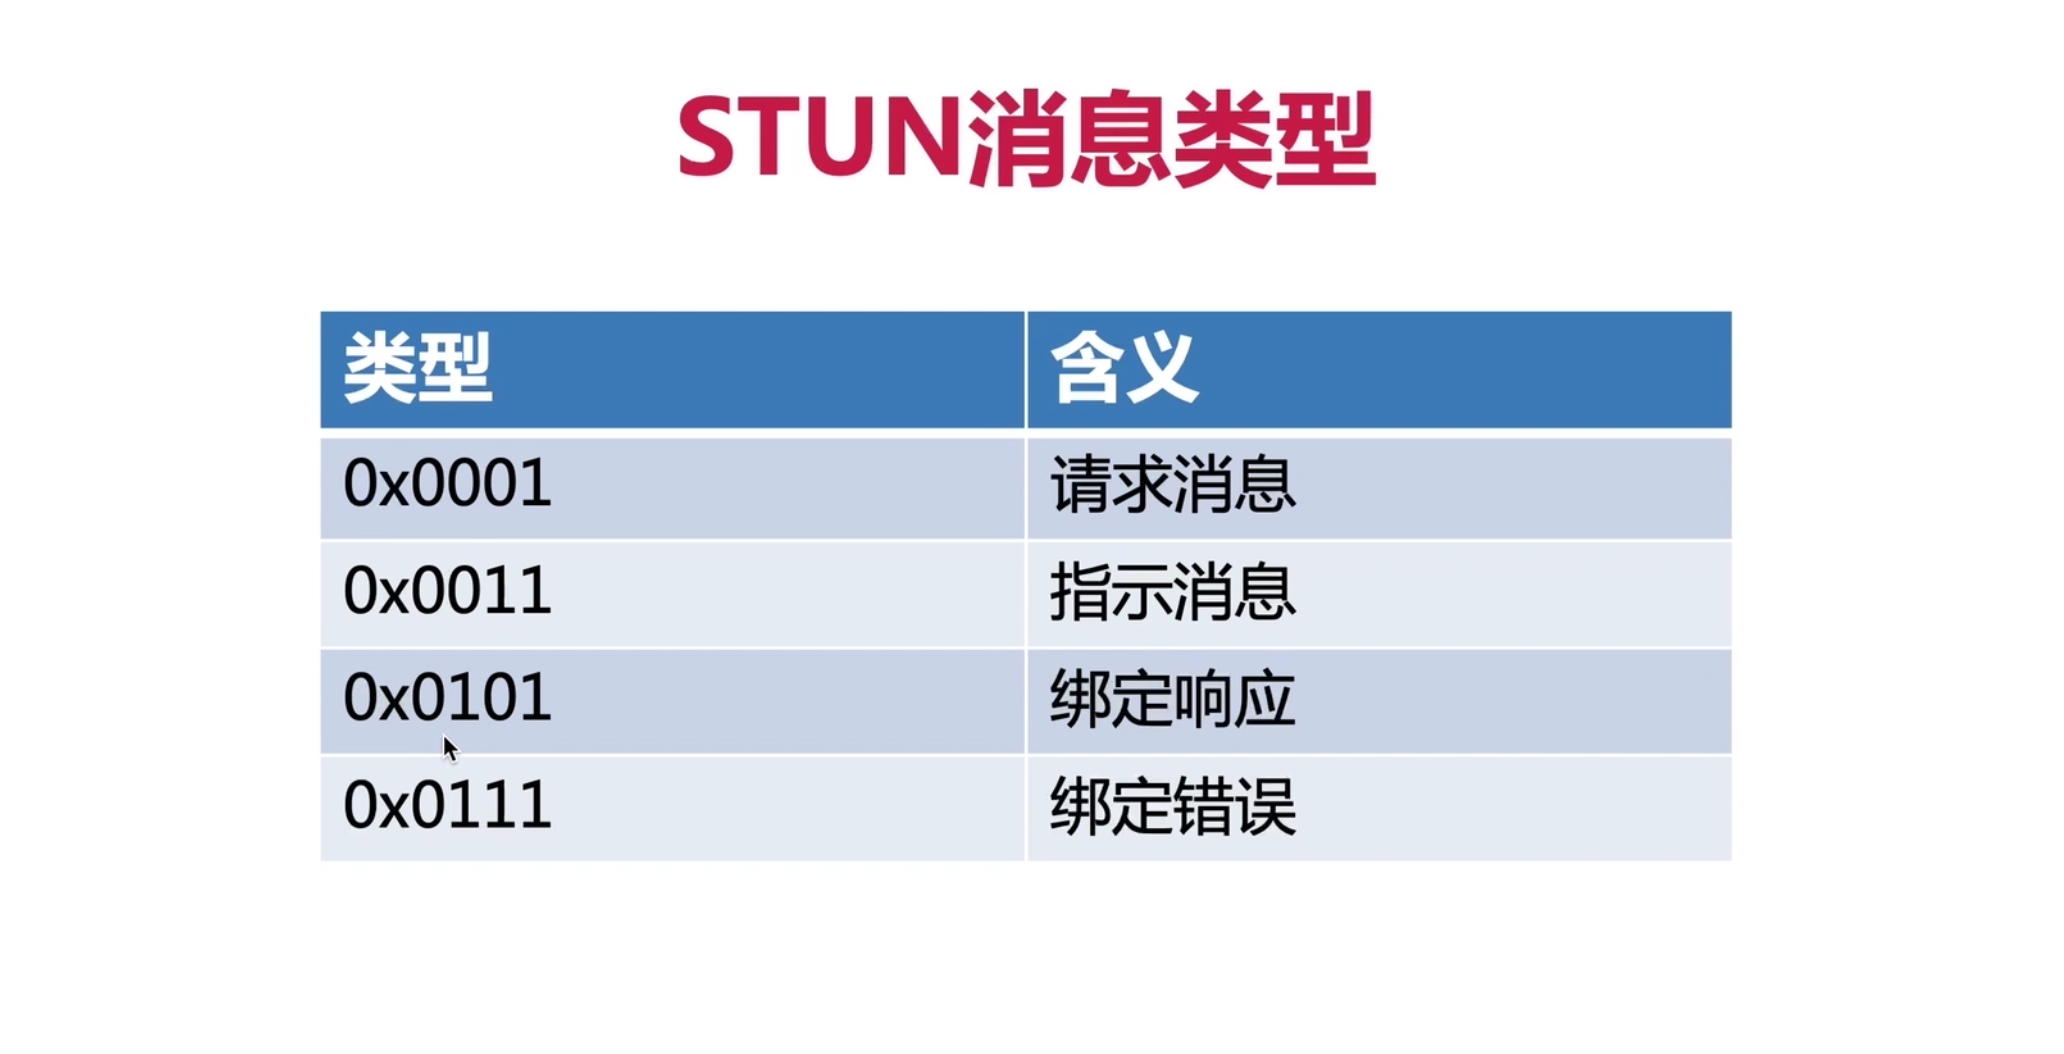 STUN消息类型
类型 含义
0x0001 请求消息
0x0011 指示消息
0x0101 绑定响应
0x0111 绑定错误